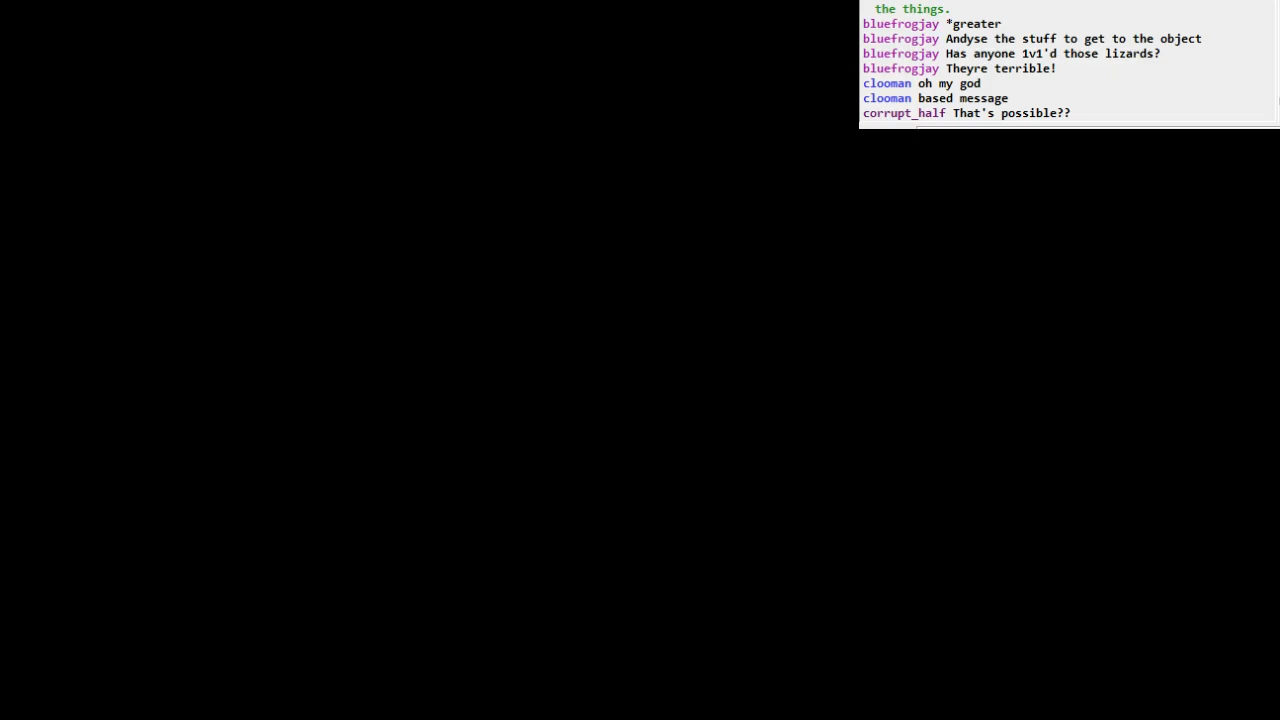 the things.
bluefrogjay *greater
bluefrogjay Andyse the stuff to get to the object
bluefrogjay Has anyone 1v1'd those lizards?
bluefrogjay Theyre terrible!
clooman oh my god
clooman based message
corrupt_half That's possible??